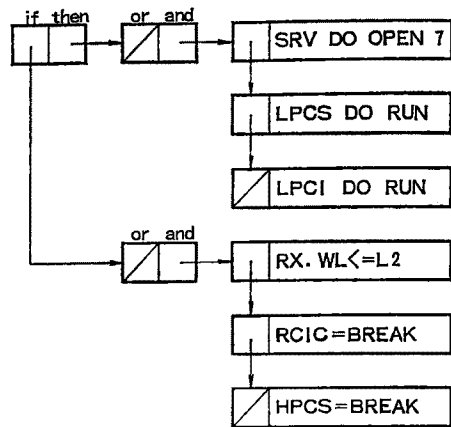 if then
or and
SRV DO OPEN 7
LPCS DO RUN
LPCI DO RUN
or and
RX. WL<=L2
RCIC=BREAK
HPCS=BREAK